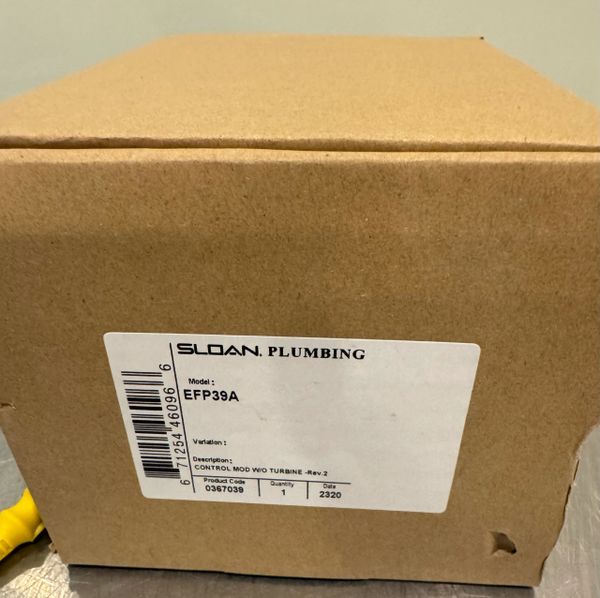 SLOAN. PLUMBING
Model :
EFP39A
Variation :
Description :
CONTROL MOD W/O TURBINE -Rev.2
Product Code Quantity Date
0367039 1 2320
6 71254 46096 6